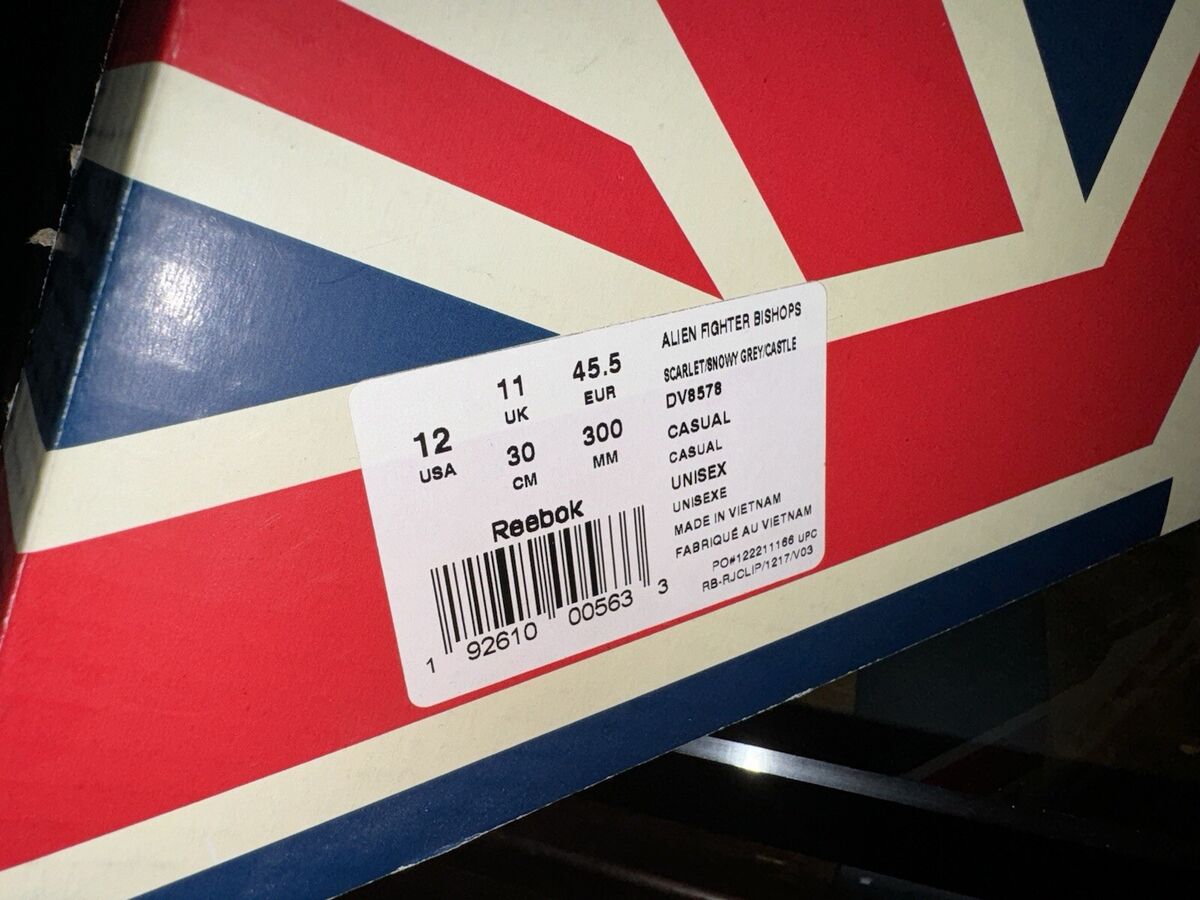 12
USA
11
UK
45.5
EUR
30
CM
300
MM
Reebok
1 92610 00563 3
ALIEN FIGHTER BISHOPS
SCARLET/SNOWY GREY/CASTLE
DV8578
CASUAL
CASUAL
UNISEX
UNISEXE
MADE IN VIETNAM
FABRIQUÉ AU VIETNAM
PO#122211166 UPC
RB-RJCLIP/1217/V03